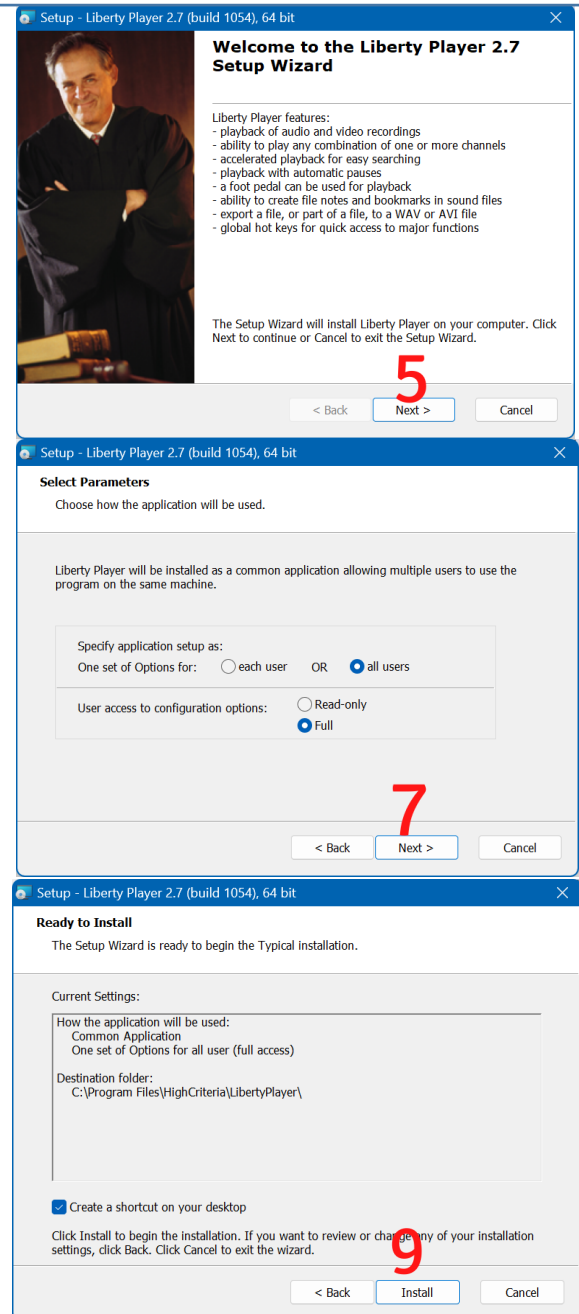 Setup - Liberty Player 2.7 (build 1054), 64 bit
Welcome to the Liberty Player 2.7
Setup Wizard
Liberty Player features:
- playback of audio and video recordings
- ability to play any combination of one or more channels
- accelerated playback for easy searching
- playback with automatic pauses
- a foot pedal can be used for playback
- ability to create file notes and bookmarks in sound files
- export a file, or part of a file, to a WAV or AVI file
- global hot keys for quick access to major functions
The Setup Wizard will install Liberty Player on your computer. Click
Next to continue or Cancel to exit the Setup Wizard.
5
< Back Next > Cancel
Setup - Liberty Player 2.7 (build 1054), 64 bit
Select Parameters
Choose how the application will be used.
Liberty Player will be installed as a common application allowing multiple users to use the
program on the same machine.
Specify application setup as:
One set of Options for: each user OR all users
User access to configuration options: Read-only
Full
7
< Back Next > Cancel
Setup - Liberty Player 2.7 (build 1054), 64 bit
Ready to Install
The Setup Wizard is ready to begin the Typical installation.
Current Settings:
How the application will be used:
Common Application
One set of Options for all user (full access)
Destination folder:
C:\Program Files\HighCriteria\LibertyPlayer\
Create a shortcut on your desktop
Click Install to begin the installation. If you want to review or change any of your installation
settings, click Back. Click Cancel to exit the wizard.
9
< Back Install Cancel